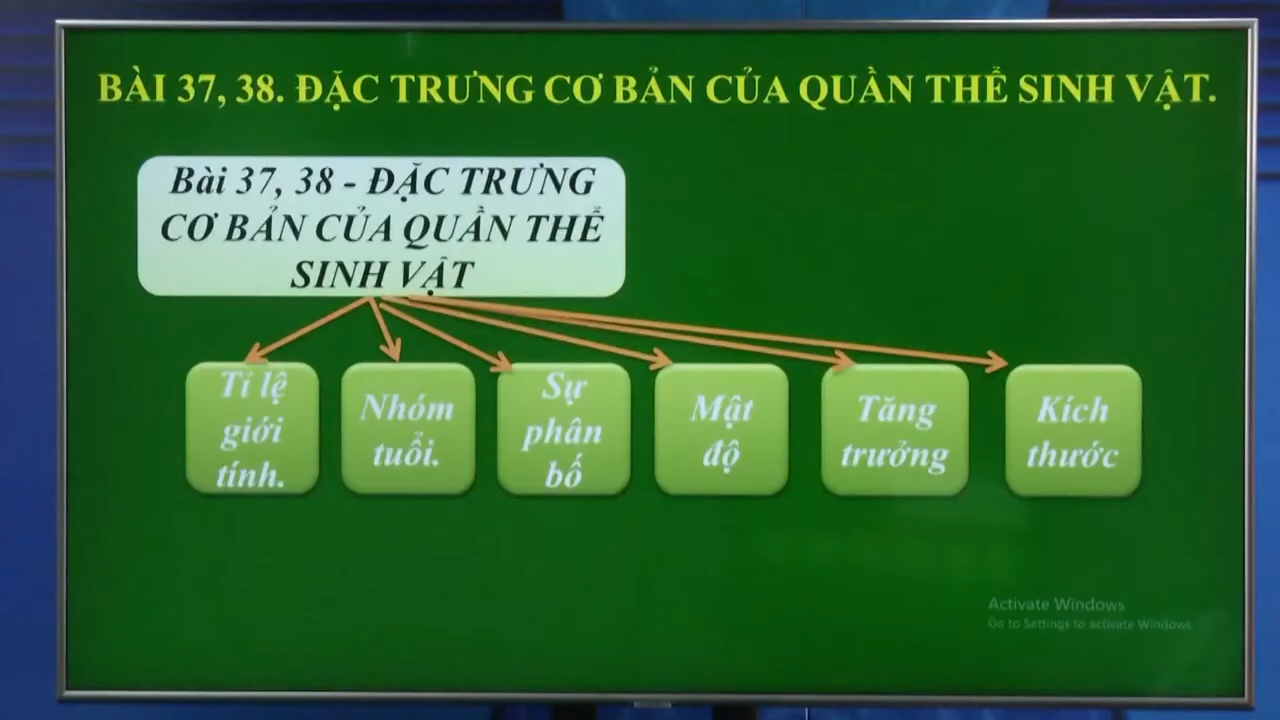 BÀI 37, 38. ĐẶC TRƯNG CƠ BẢN CỦA QUẦN THỂ SINH VẬT.
Bài 37, 38 - ĐẶC TRƯNG
CƠ BẢN CỦA QUẦN THỂ
SINH VẬT
Tỉ lệ
giới
tính.
Nhóm
tuổi.
Sự
phân
bố
Mật
độ
Tăng
trưởng
Kích
thước
Activate Windows
Go to Settings to activate Windows.